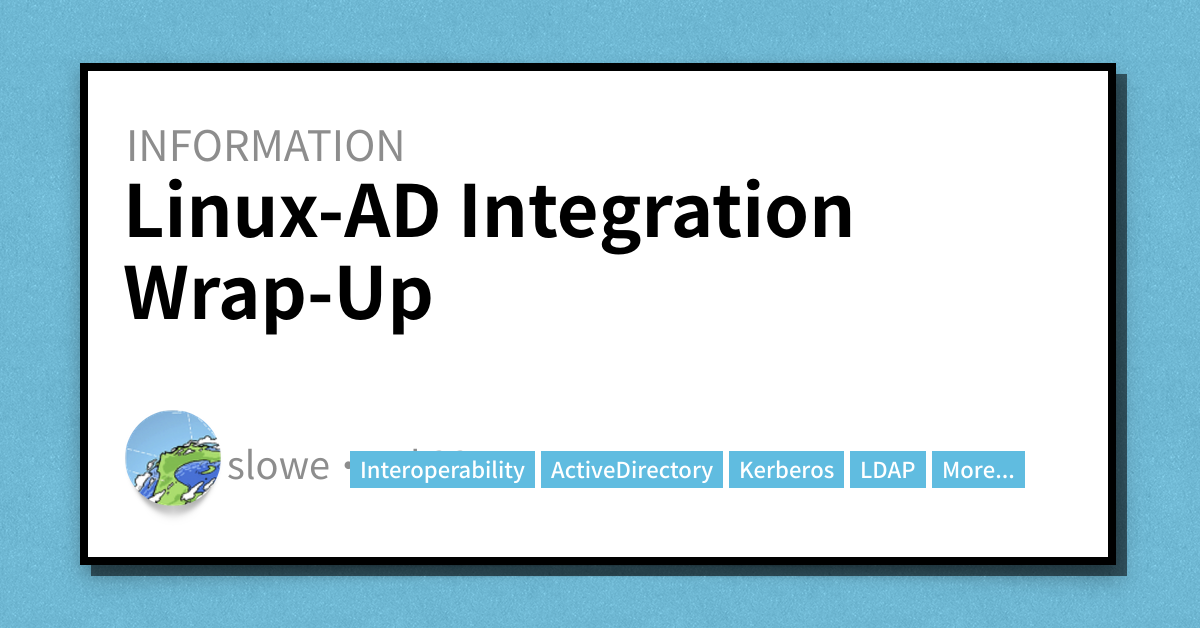 INFORMATION
Linux-AD Integration
Wrap-Up
slowe • Interoperability ActiveDirectory Kerberos LDAP More...